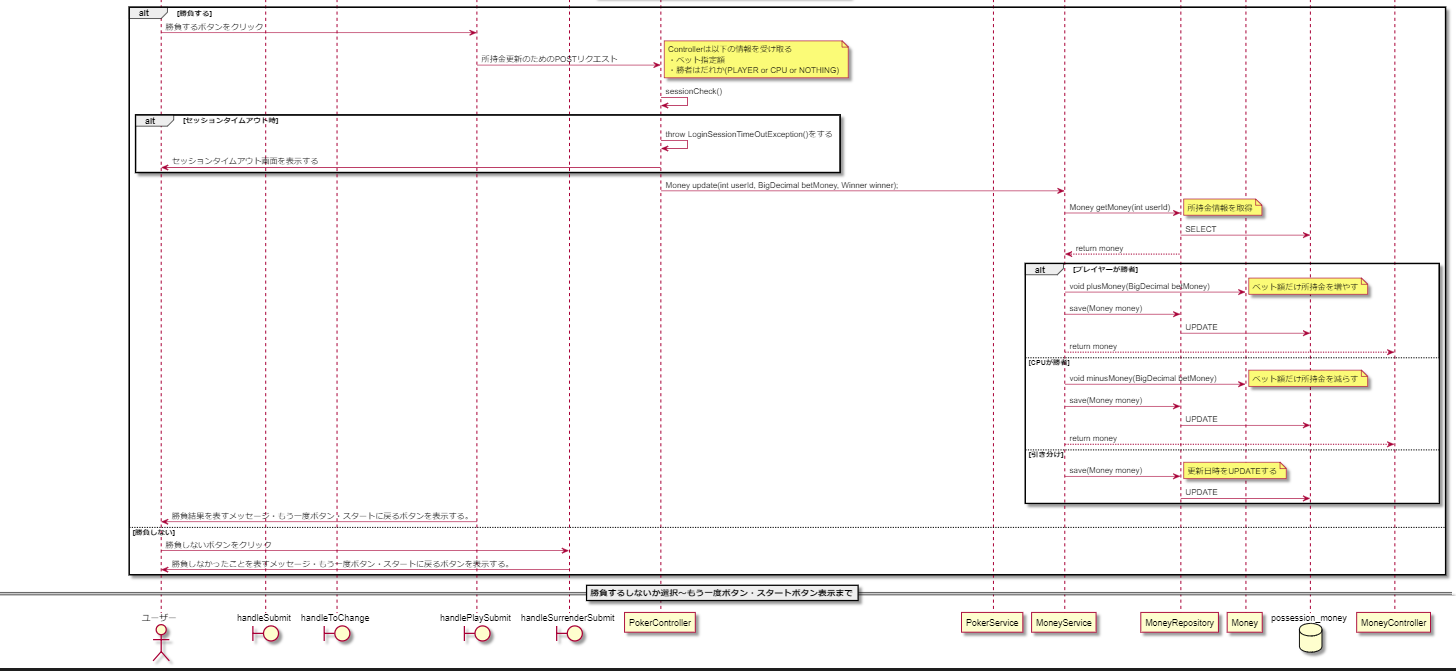 alt [勝負する]
勝負するボタンをクリック
所持金更新のためのPOSTリクエスト
Controllerは以下の情報を受け取る
・ベット指定額
・勝者はだれか(PLAYER or CPU or NOTHING)
sessionCheck()
alt [セッションタイムアウト時]
throw LoginSessionTimeOutException()をする
セッションタイムアウト画面を表示する
Money update(int userId, BigDecimal betMoney, Winner winner);
Money getMoney(int userId)
所持金情報を取得
SELECT
return money
alt [プレイヤーが勝者]
void plusMoney(BigDecimal betMoney)
ベット額だけ所持金を増やす
save(Money money)
UPDATE
return money
[CPUが勝者]
void minusMoney(BigDecimal betMoney)
ベット額だけ所持金を減らす
save(Money money)
UPDATE
return money
[引き分け]
save(Money money)
更新日時をUPDATEする
UPDATE
勝負結果を表すメッセージ・もう一度ボタン・スタートに戻るボタンを表示する。
[勝負しない]
勝負しないボタンをクリック
勝負しなかったことを表すメッセージ・もう一度ボタン・スタートに戻るボタンを表示する。
勝負するしないか選択～もう一度ボタン・スタートボタン表示まで
ユーザー
handleSubmit
handleToChange
handlePlaySubmit
handleSurrenderSubmit
PokerController
PokerService
MoneyService
MoneyRepository
Money
possession_money
MoneyController